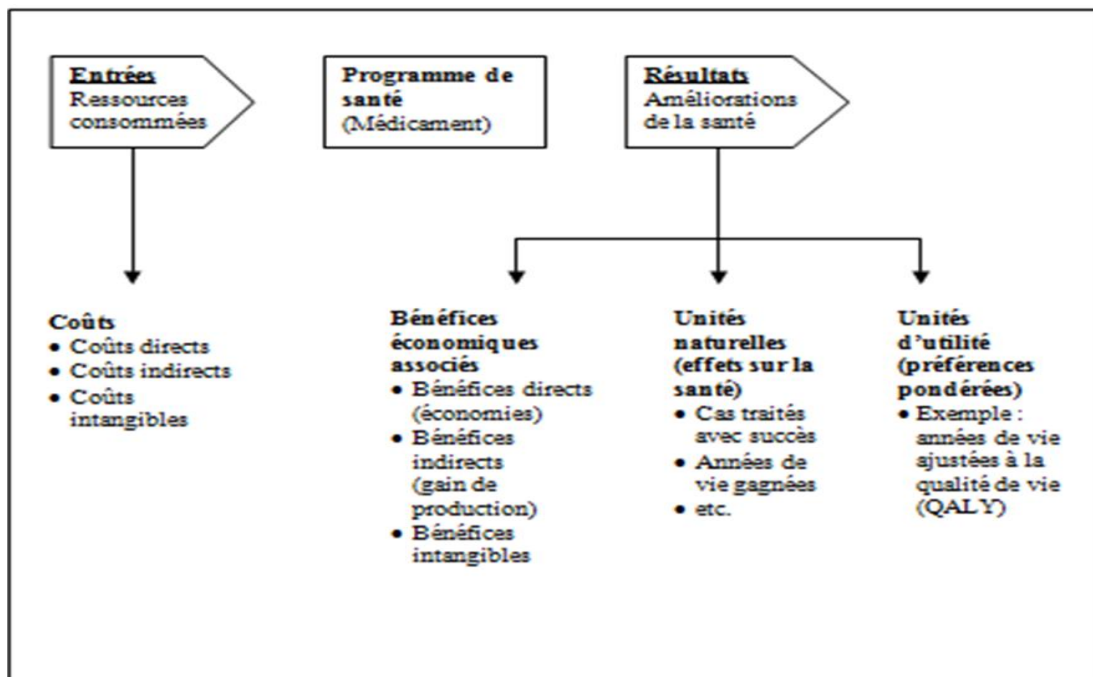 Entrées
Ressources
consommées
Programme de
santé
(Médicament)
Résultats
Améliorations
de la santé
Coûts
• Coûts directs
• Coûts indirects
• Coûts
intangibles
Bénéfices
économiques
associés
• Bénéfices directs
(économies)
• Bénéfices
indirects
(gain de
production)
• Bénéfices
intangibles
Unités
naturelles
(effets sur la
santé)
• Cas traités
avec succès
• Années de
vie gagnées
• etc.
Unités
d’utilité
(préférences
pondérées)
• Exemple :
années de vie
ajustées à la
qualité de vie
(QALY)